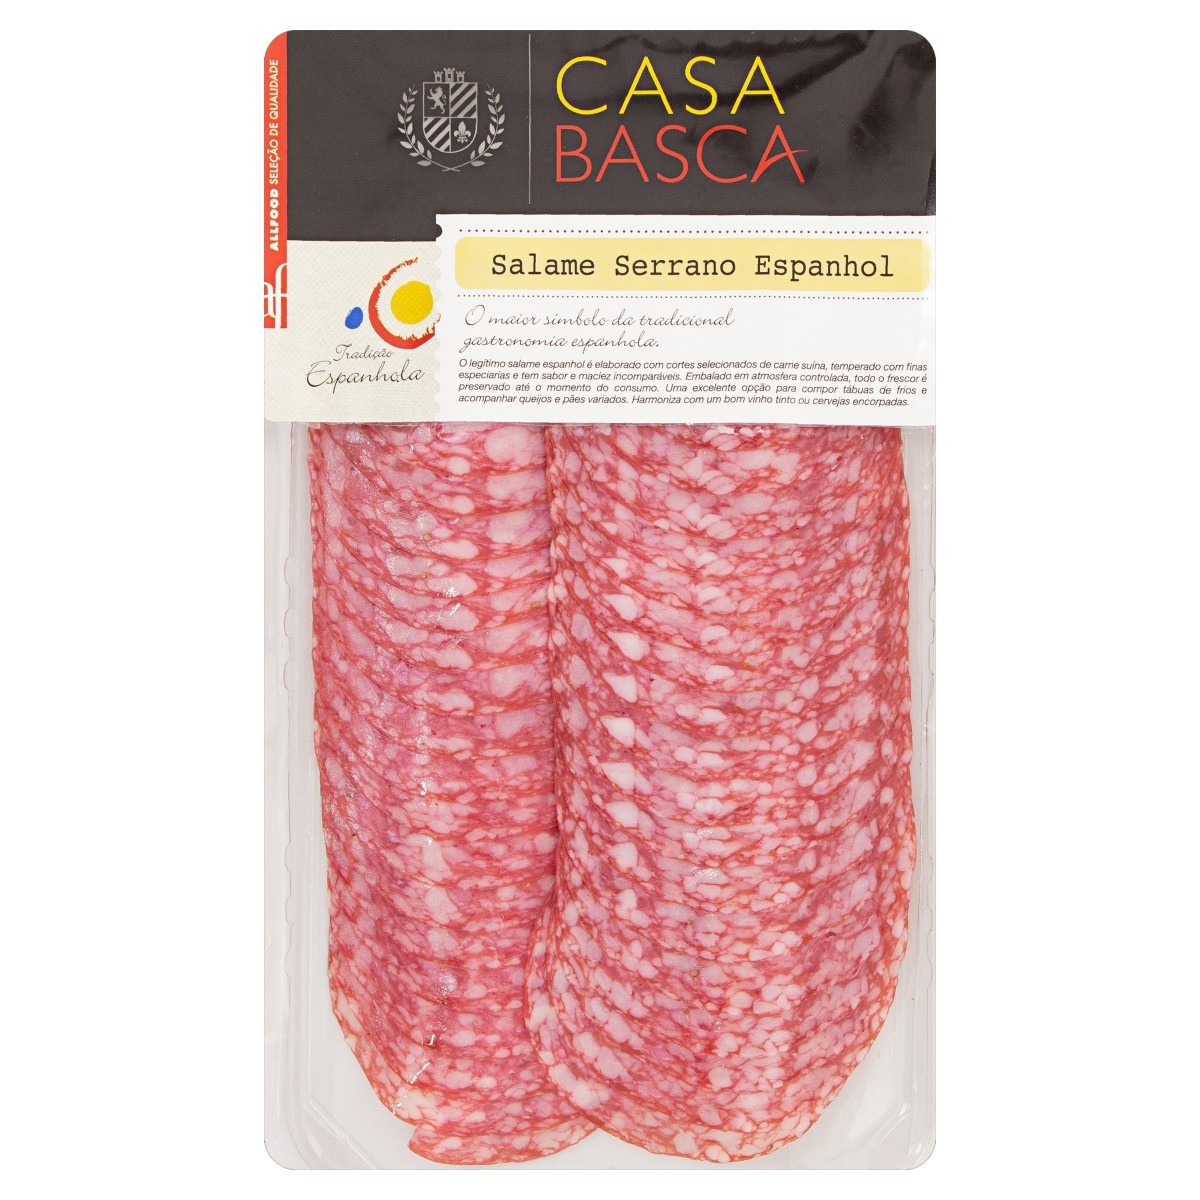 CASA
BASCA
ALLFOOD SELEÇÃO DE QUALIDADE
af
Salame Serrano Espanhol
O maior símbolo da tradicional
gastronomia espanhola.
Tradição
Espanhola
O legítimo salame espanhol é elaborado com cortes selecionados de carne suína, temperado com finas
especiarias e tem sabor e maciez incomparáveis. Embalado em atmosfera controlada, todo o frescor é
preservado até o momento do consumo. Uma excelente opção para compor tábuas de frios e
acompanhar queijos e pães variados. Harmoniza com um bom vinho tinto ou cervejas encorpadas.